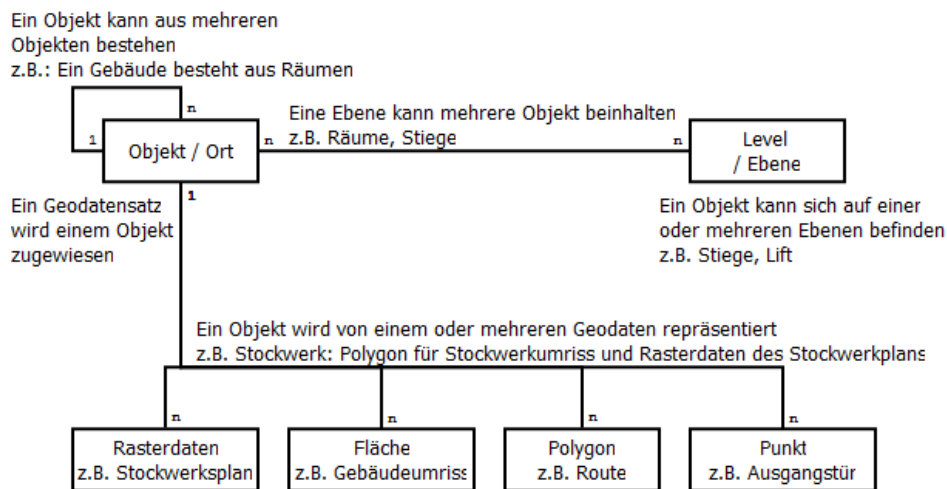 Ein Objekt kann aus mehreren
Objekten bestehen
z.B.: Ein Gebäude besteht aus Räumen
n
1
Objekt / Ort
n
Eine Ebene kann mehrere Objekt beinhalten
z.B. Räume, Stiege
n
Level
/ Ebene
1
Ein Geodatensatz
wird einem Objekt
zugewiesen
Ein Objekt kann sich auf einer
oder mehreren Ebenen befinden
z.B. Stiege, Lift
Ein Objekt wird von einem oder mehreren Geodaten repräsentiert
z.B. Stockwerk: Polygon für Stockwerkumriss und Rasterdaten des Stockwerkplans
n
n
n
n
Rasterdaten
z.B. Stockwerksplan
Fläche
z.B. Gebäudeumriss
Polygon
z.B. Route
Punkt
z.B. Ausgangstür